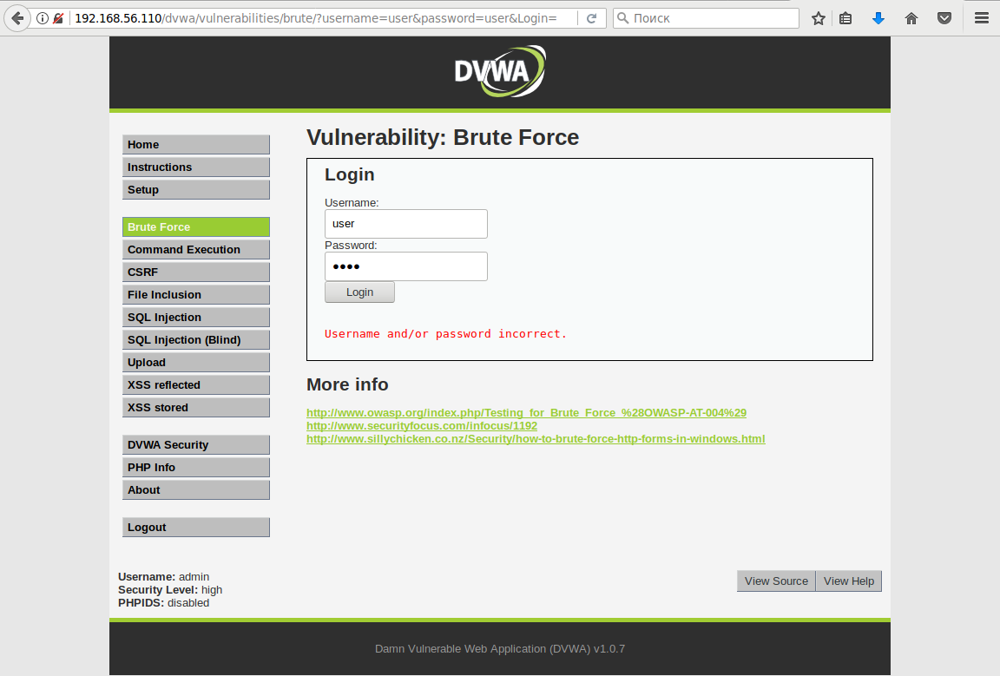 192.168.56.110/dvwa/vulnerabilities/brute/?username=user&password=user&Login=
Поиск
DVWA
Home
Instructions
Setup
Brute Force
Command Execution
CSRF
File Inclusion
SQL Injection
SQL Injection (Blind)
Upload
XSS reflected
XSS stored
DVWA Security
PHP Info
About
Logout
Vulnerability: Brute Force
Login
Username:
user
Password:
••••
Login
Username and/or password incorrect.
More info
http://www.owasp.org/index.php/Testing_for_Brute_Force_%28OWASP-AT-004%29
http://www.securityfocus.com/infocus/1192
http://www.sillychicken.co.nz/Security/how-to-brute-force-http-forms-in-windows.html
Username: admin
Security Level: high
PHPIDS: disabled
View Source
View Help
Damn Vulnerable Web Application (DVWA) v1.0.7